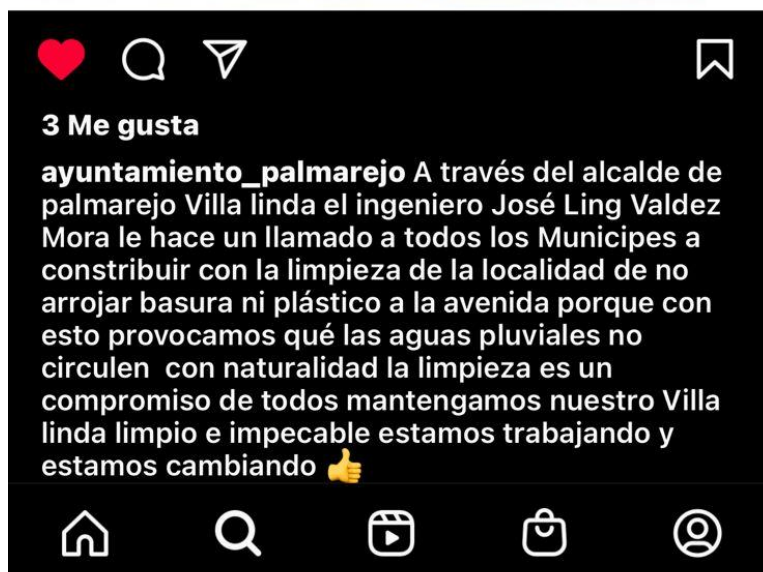 3 Me gusta
ayuntamiento_palmarejo A través del alcalde de
palmarejo Villa linda el ingeniero José Ling Valdez
Mora le hace un llamado a todos los Municipes a
constribuir con la limpieza de la localidad de no
arrojar basura ni plástico a la avenida porque con
esto provocamos qué las aguas pluviales no
circulen  con naturalidad la limpieza es un
compromiso de todos mantengamos nuestro Villa
linda limpio e impecable estamos trabajando y
estamos cambiando 👍